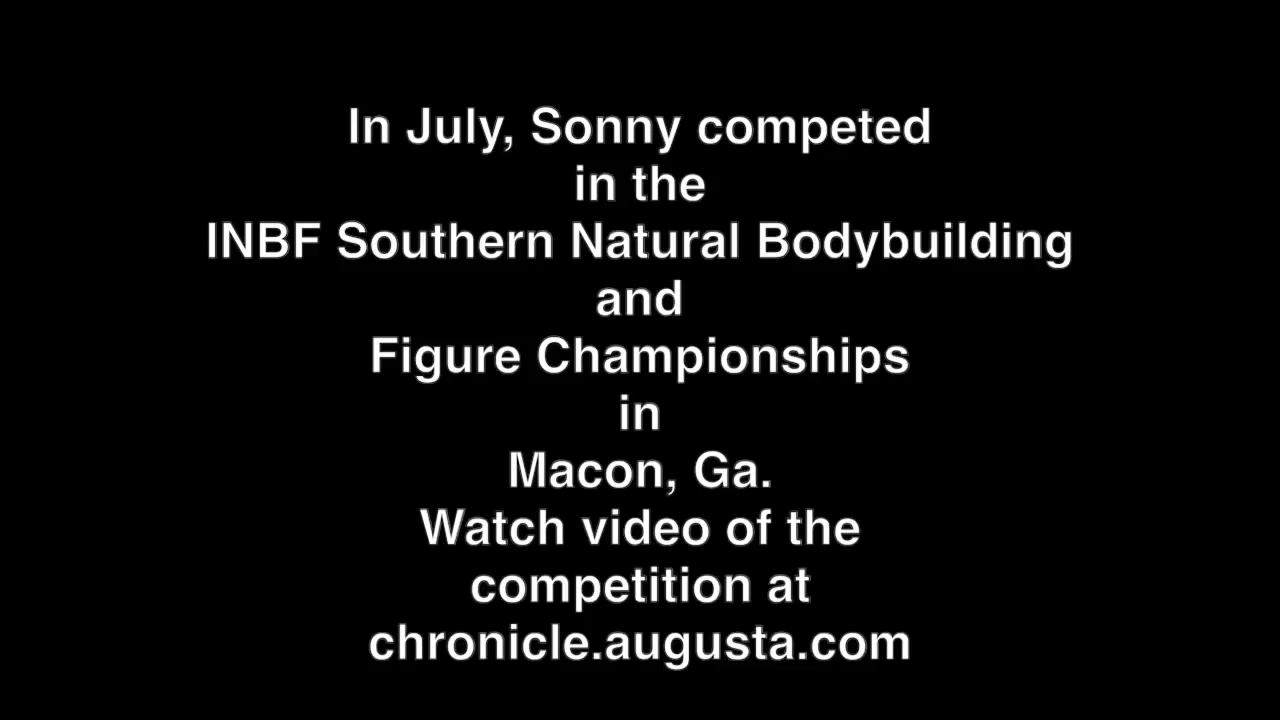 In July, Sonny competed
in the
INBF Southern Natural Bodybuilding
and
Figure Championships
in
Macon, Ga.
Watch video of the
competition at
chronicle.augusta.com